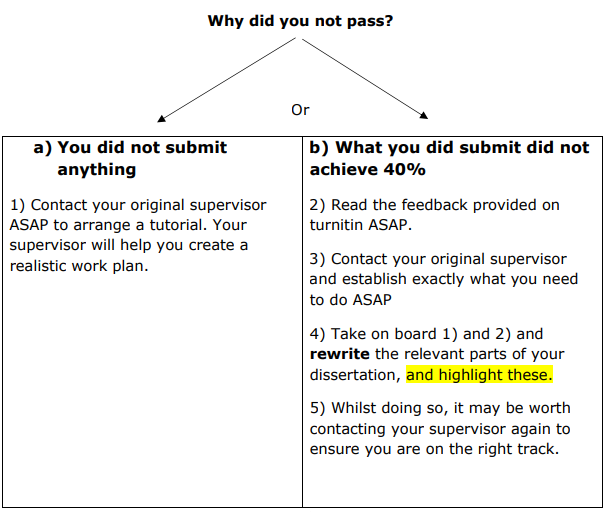 Why did you not pass?
Or
a) You did not submit
anything
1) Contact your original supervisor
ASAP to arrange a tutorial. Your
supervisor will help you create a
realistic work plan.
b) What you did submit did not
achieve 40%
2) Read the feedback provided on
turnitin ASAP.
3) Contact your original supervisor
and establish exactly what you need
to do ASAP
4) Take on board 1) and 2) and
rewrite the relevant parts of your
dissertation, and highlight these.
5) Whilst doing so, it may be worth
contacting your supervisor again to
ensure you are on the right track.